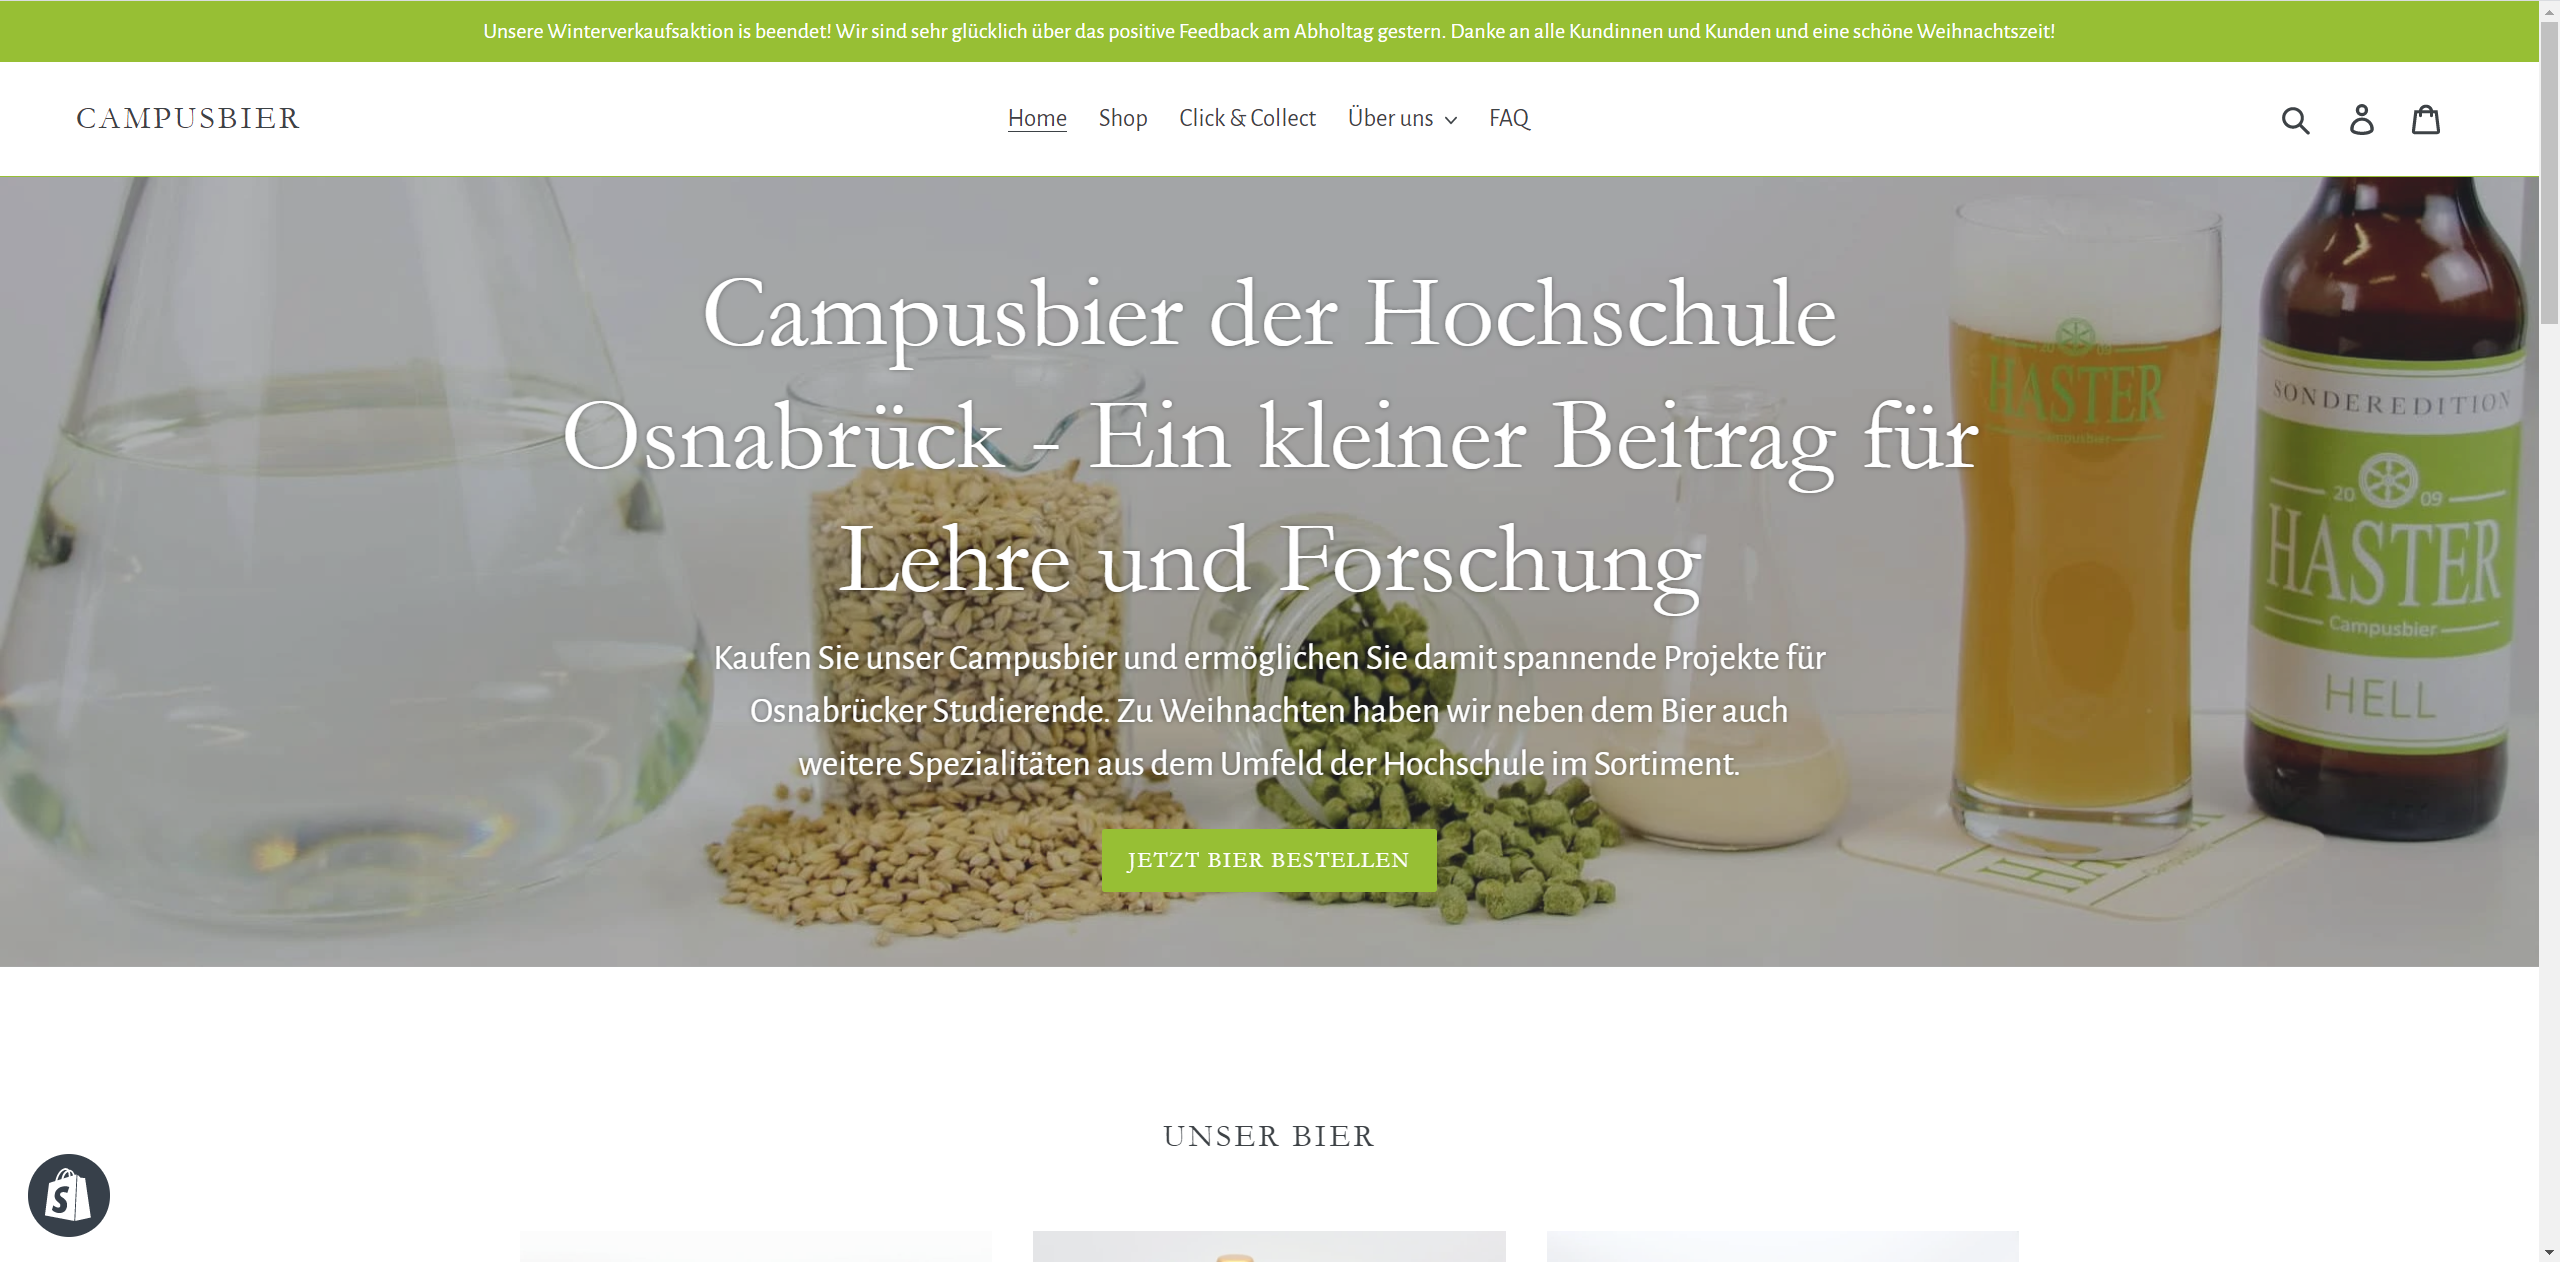 Unsere Winterverkaufsaktion is beendet! Wir sind sehr glücklich über das positive Feedback am Abholtag gestern. Danke an alle Kundinnen und Kunden und eine schöne Weihnachtszeit!
CAMPUSBIER
Home Shop Click & Collect Über uns FAQ
Campusbier der Hochschule
Osnabrück - Ein kleiner Beitrag für
Lehre und Forschung
Kaufen Sie unser Campusbier und ermöglichen Sie damit spannende Projekte für
Osnabrücker Studierende. Zu Weihnachten haben wir neben dem Bier auch
weitere Spezialitäten aus dem Umfeld der Hochschule im Sortiment.
JETZT BIER BESTELLEN
20 09
HASTER
Campusbier
SONDEREDITION
20 09
HASTER
Campusbier
HELL
UNSER BIER
S